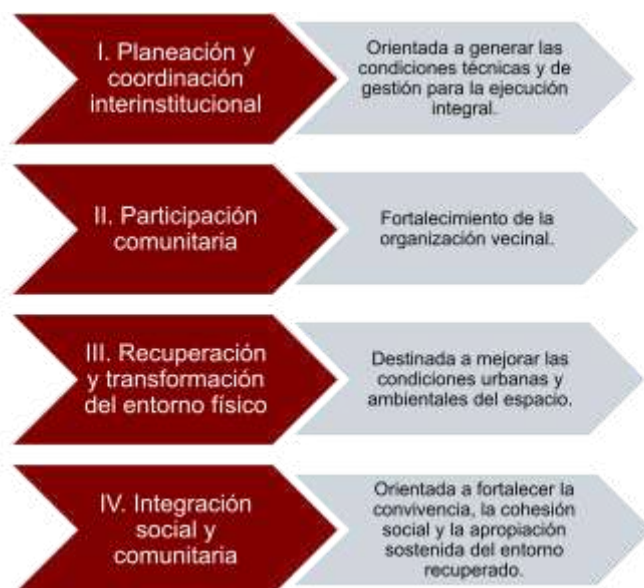 I. Planeación y
coordinación
interinstitucional
Orientada a generar las
condiciones técnicas y de
gestión para la ejecución
integral.
II. Participación
comunitaria
Fortalecimiento de la
organización vecinal.
III. Recuperación
y transformación
del entorno físico
Destinada a mejorar las
condiciones urbanas y
ambientales del espacio.
IV. Integración
social y
comunitaria
Orientada a fortalecer la
convivencia, la cohesión
social y la apropiación
sostenida del entorno
recuperado.